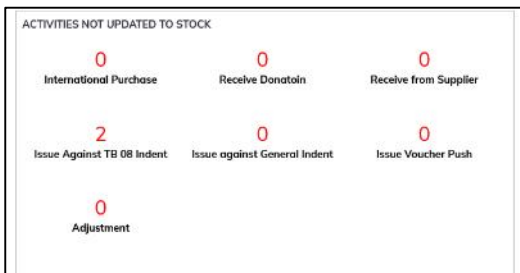 ACTIVITIES NOT UPDATED TO STOCK
0 0 0
International Purchase Receive Donatoin Receive from Supplier
2 0 0
Issue Against TB 08 Indent Issue against General Indent Issue Voucher Push
0
Adjustment